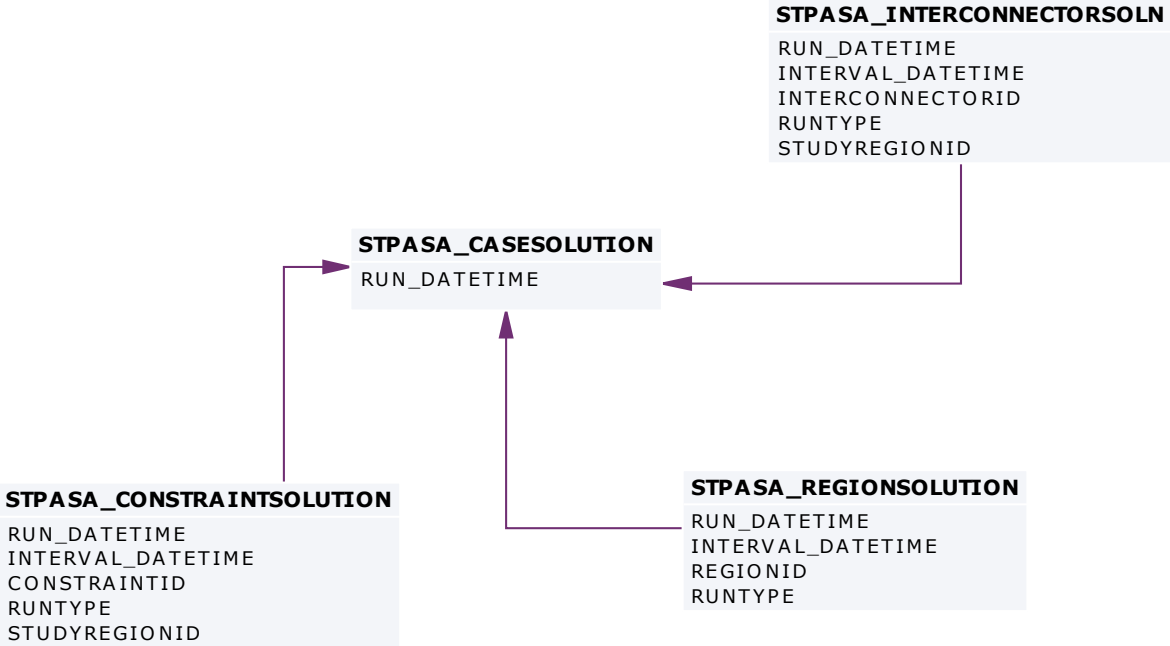 STPASA_INTERCONNECTORSOLN
RUN_DATETIME
INTERVAL_DATETIME
INTERCONNECTORID
RUNTYPE
STUDYREGIONID
STPASA_CASESOLUTION
RUN_DATETIME
STPASA_CONSTRAINTSOLUTION
RUN_DATETIME
INTERVAL_DATETIME
CONSTRAINTID
RUNTYPE
STUDYREGIONID
STPASA_REGIONSOLUTION
RUN_DATETIME
INTERVAL_DATETIME
REGIONID
RUNTYPE